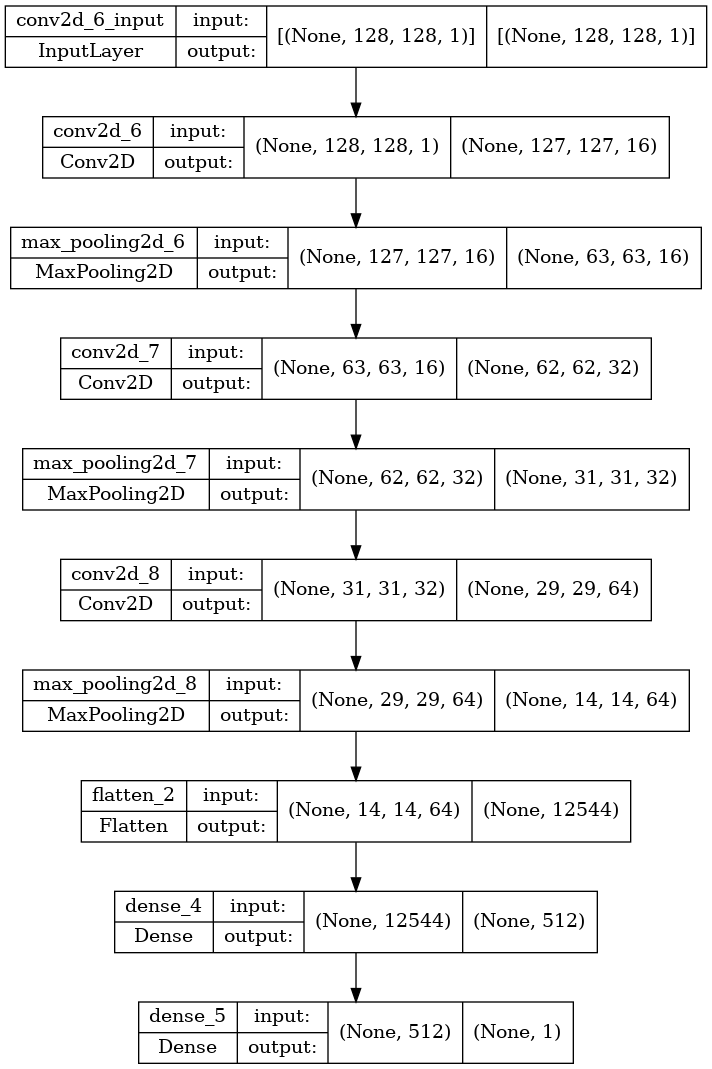 conv2d_6_input input: [(None, 128, 128, 1)] [(None, 128, 128, 1)]
InputLayer output:
conv2d_6 input: (None, 128, 128, 1) (None, 127, 127, 16)
Conv2D output:
max_pooling2d_6 input: (None, 127, 127, 16) (None, 63, 63, 16)
MaxPooling2D output:
conv2d_7 input: (None, 63, 63, 16) (None, 62, 62, 32)
Conv2D output:
max_pooling2d_7 input: (None, 62, 62, 32) (None, 31, 31, 32)
MaxPooling2D output:
conv2d_8 input: (None, 31, 31, 32) (None, 29, 29, 64)
Conv2D output:
max_pooling2d_8 input: (None, 29, 29, 64) (None, 14, 14, 64)
MaxPooling2D output:
flatten_2 input: (None, 14, 14, 64) (None, 12544)
Flatten output:
dense_4 input: (None, 12544) (None, 512)
Dense output:
dense_5 input: (None, 512) (None, 1)
Dense output: